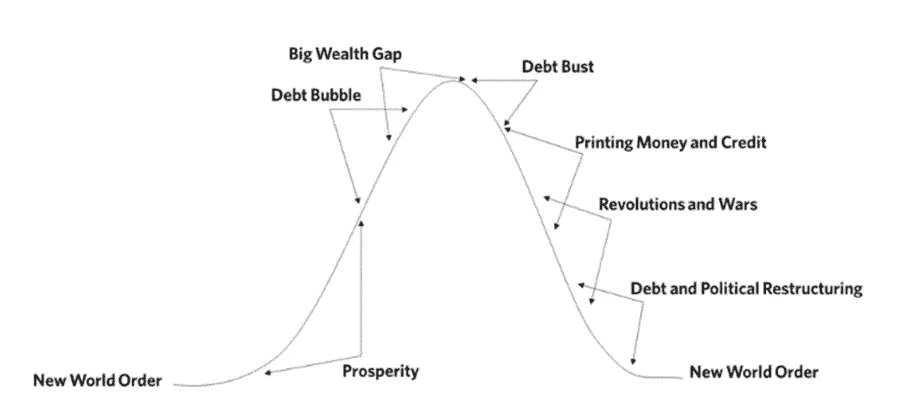 Big Wealth Gap
Debt Bust
Debt Bubble
Printing Money and Credit
Revolutions and Wars
Debt and Political Restructuring
Prosperity
New World Order
New World Order